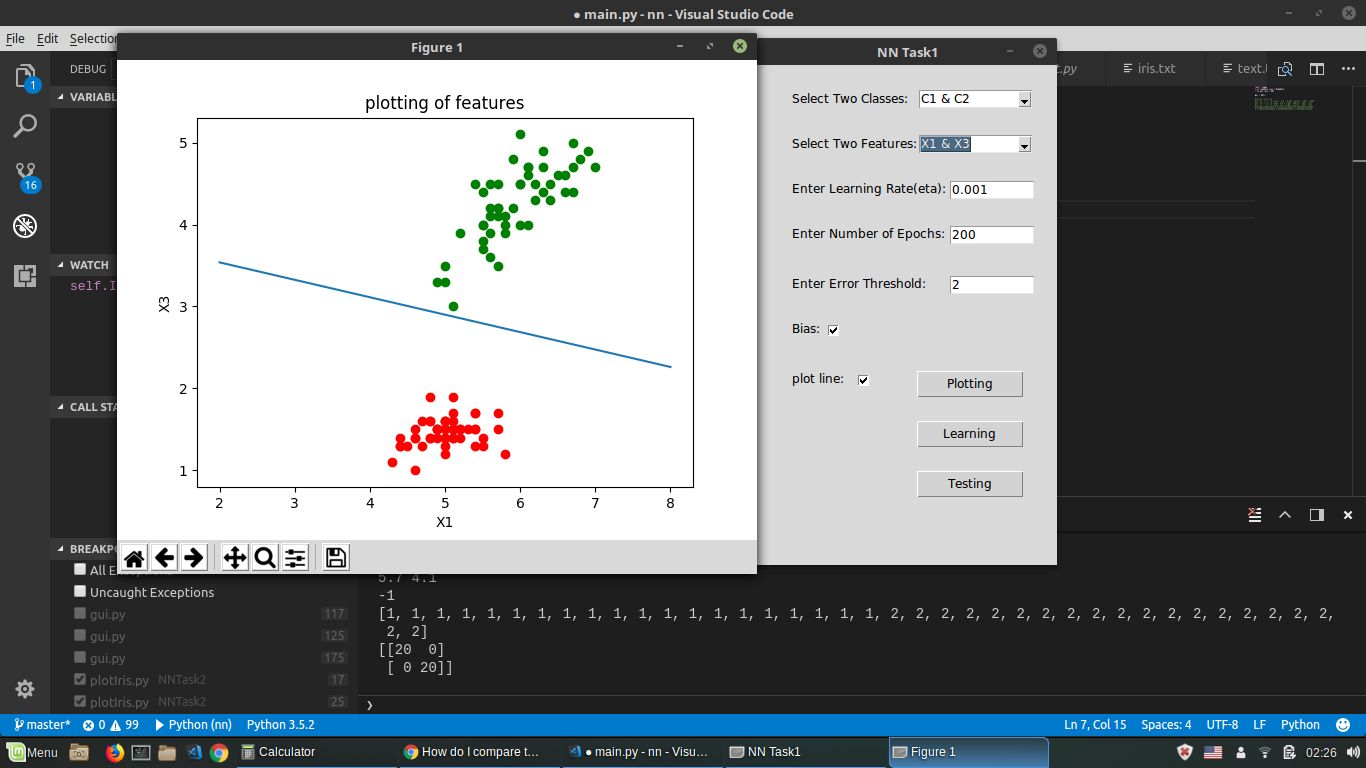 ● main.py - nn - Visual Studio Code
File Edit Selection
Figure 1
NN Task1
DEBUG
iris.txt
.py
text.
1
16
VARIABL
WATCH
self.I
CALL STA
BREAKP
All E
Uncaught Exceptions
gui.py 117
gui.py 125
gui.py 175
plotIris.py NNTask2 17
plotIris.py NNTask2 25
plotting of features
X3
5
4
3
2
1
2 3 4 5 6 7 8
X1
Select Two Classes: C1 & C2
Select Two Features: X1 & X3
Enter Learning Rate(eta): 0.001
Enter Number of Epochs: 200
Enter Error Threshold: 2
Bias:
plot line:
Plotting
Learning
Testing
5.7 4.1
-1
[1, 1, 1, 1, 1, 1, 1, 1, 1, 1, 1, 1, 1, 1, 1, 1, 1, 1, 1, 1, 2, 2, 2, 2, 2, 2, 2, 2, 2, 2, 2, 2, 2, 2, 2, 2, 2, 2,
2, 2]
[[20 0]
[ 0 20]]
❯
master* 0 99 Python (nn) Python 3.5.2 Ln 7, Col 15 Spaces: 4 UTF-8 LF Python
Menu Calculator How do I compare t... ● main.py - nn - Visu... NN Task1 Figure 1 02:26